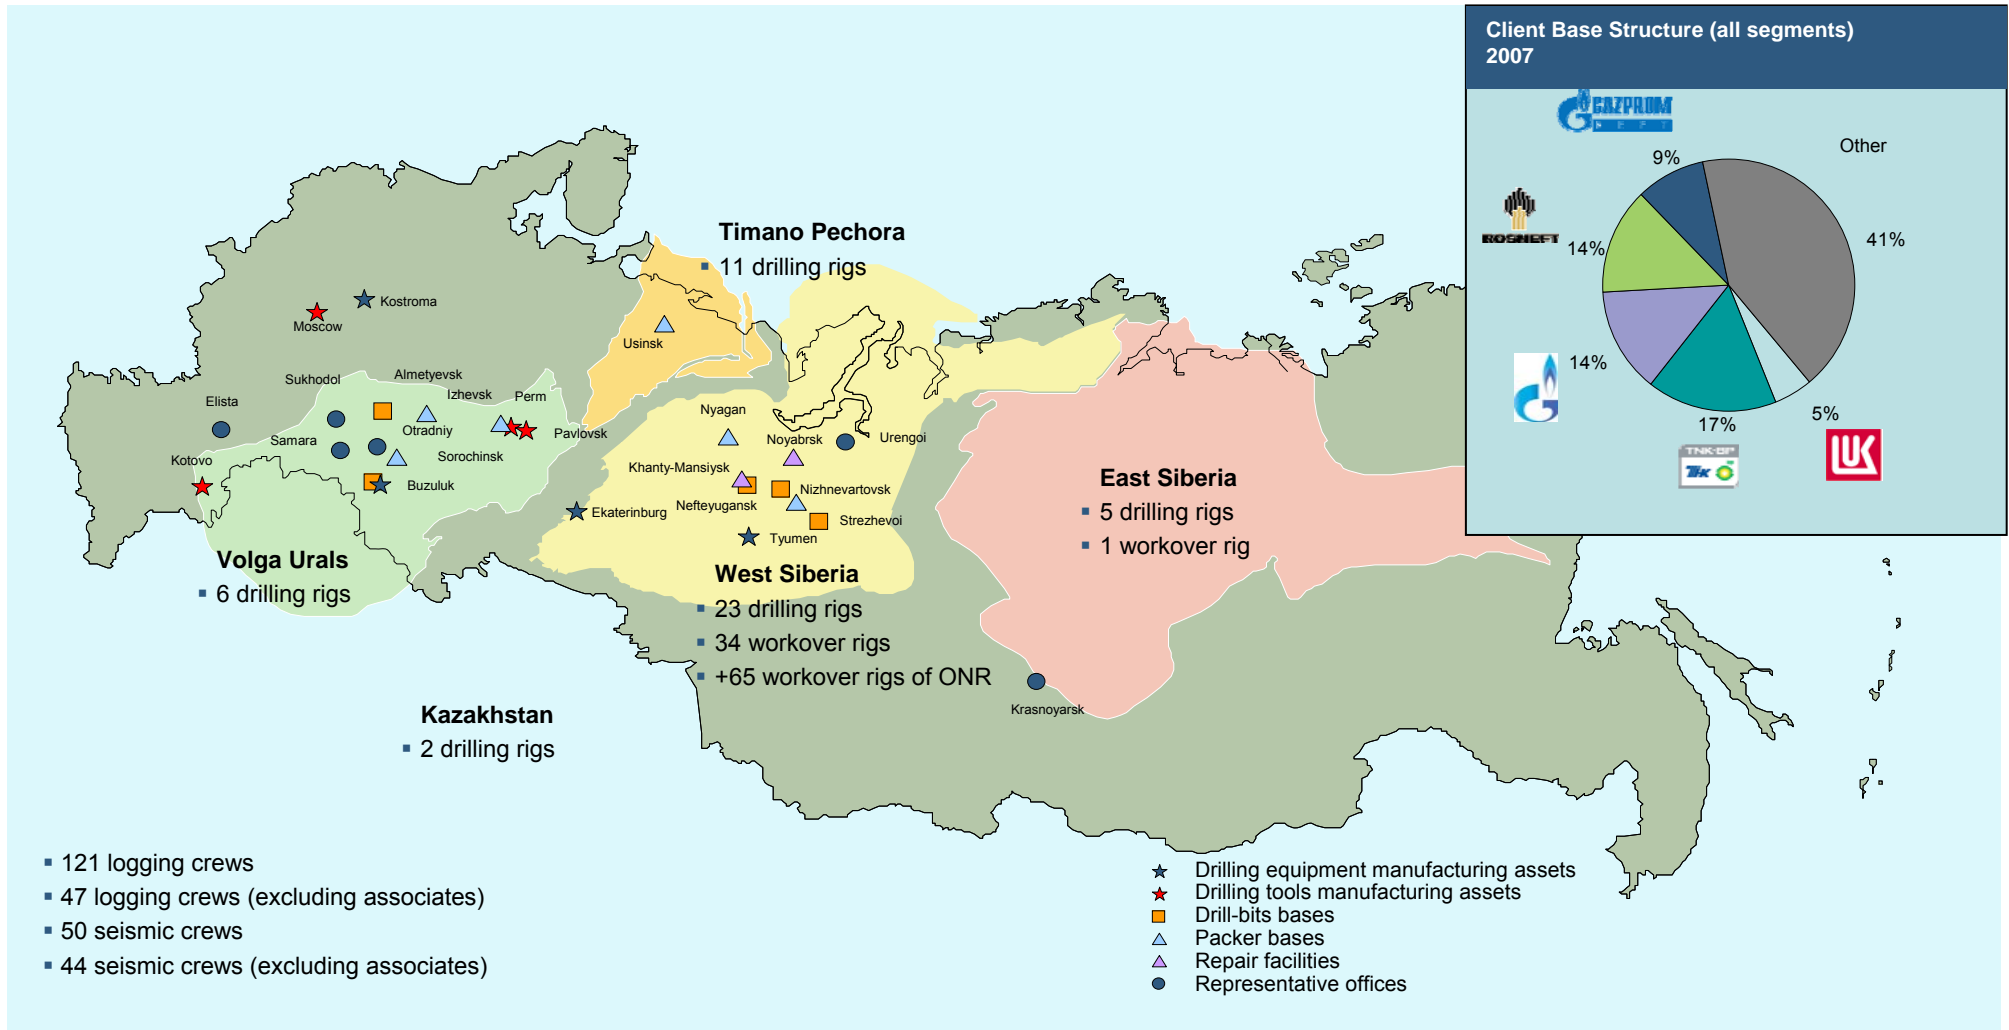 Client Base Structure (all segments)
2007
GAZPROM
NEFT
Other
9%
ROSNEFT
14%
41%
14%
17%
5%
TNK-BP
ТНК
LUK
Timano Pechora
▪ 11 drilling rigs
Kostroma
Moscow
Usinsk
Sukhodol
Almetyevsk
Izhevsk
Perm
Elista
Nyagan
Otradniy
Pavlovsk
Noyabrsk
Urengoi
Samara
Sorochinsk
Kotovo
Khanty-Mansiysk
Buzuluk
Nizhnevartovsk
Nefteyugansk
Ekaterinburg
Strezhevoi
Tyumen
East Siberia
▪ 5 drilling rigs
▪ 1 workover rig
Volga Urals
▪ 6 drilling rigs
West Siberia
▪ 23 drilling rigs
▪ 34 workover rigs
▪ +65 workover rigs of ONR
Krasnoyarsk
Kazakhstan
▪ 2 drilling rigs
▪ 121 logging crews
▪ 47 logging crews (excluding associates)
▪ 50 seismic crews
▪ 44 seismic crews (excluding associates)
Drilling equipment manufacturing assets
Drilling tools manufacturing assets
Drill-bits bases
Packer bases
Repair facilities
Representative offices